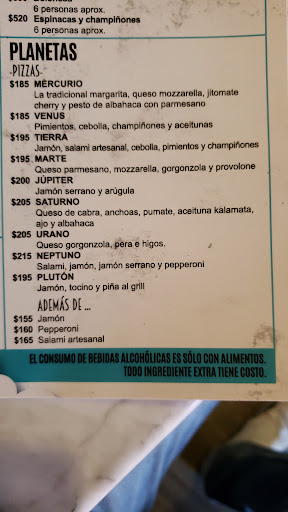 6 personas aprox.
$520 Espinacas y champiñones
6 personas aprox.
PLANETAS
-PIZZAS-
$185 MERCURIO
La tradicional margarita, queso mozzarella, jitomate
cherry y pesto de albahaca con parmesano
$185 VENUS
Pimientos, cebolla, champiñones y aceitunas
$195 TIERRA
Jamón, salami artesanal, cebolla, pimientos y champiñones
$195 MARTE
Queso parmesano, mozzarella, gorgonzola y provolone
$200 JÚPITER
Jamón serrano y arúgula
$205 SATURNO
Queso de cabra, anchoas, pumate, aceituna kalamata,
ajo y albahaca
$205 URANO
Queso gorgonzola, pera e higos.
$215 NEPTUNO
Salami, jamón, jamón serrano y pepperoni
$195 PLUTÓN
Jamón, tocino y piña al grill
ADEMÁS DE ...
$155 Jamón
$160 Pepperoni
$165 Salami artesanal
EL CONSUMO DE BEBIDAS ALCOHÓLICAS ES SÓLO CON ALIMENTOS.
TODO INGREDIENTE EXTRA TIENE COSTO.